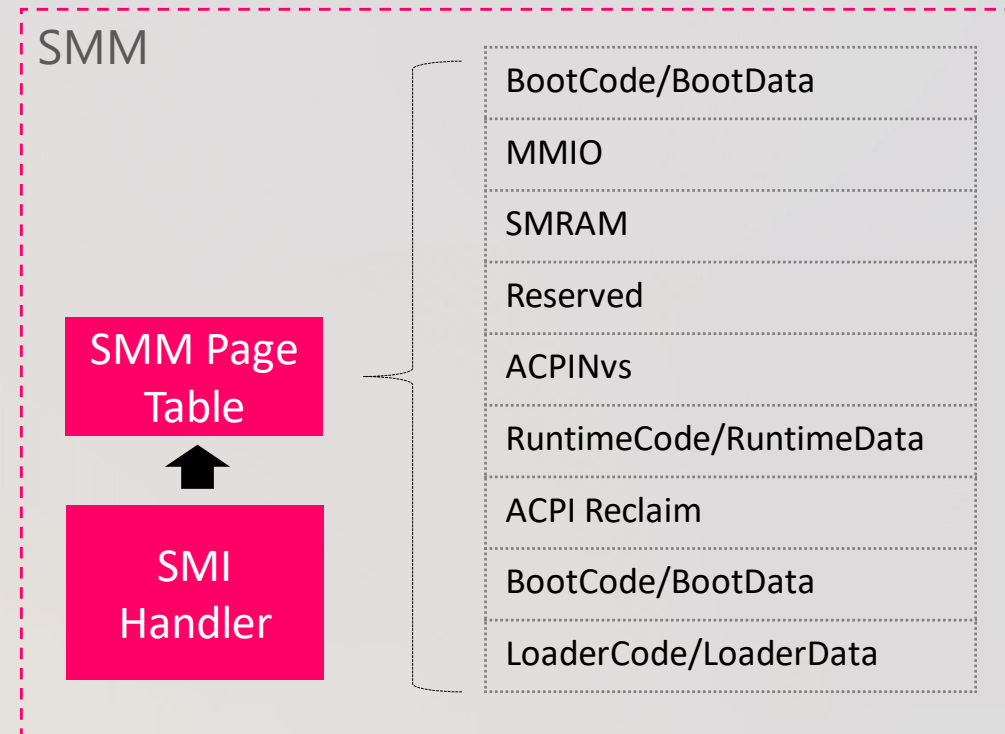 SMM
BootCode/BootData
MMIO
SMRAM
Reserved
ACPINvs
RuntimeCode/RuntimeData
ACPI Reclaim
BootCode/BootData
LoaderCode/LoaderData
SMM Page
Table
SMI
Handler